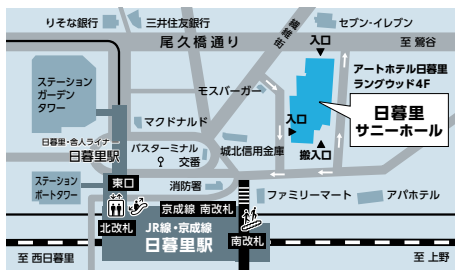 りそな銀行
三井住友銀行
繊維街
セブン-イレブン
尾久橋通り
入口
至 鶯谷
ステーション
ガーデン
タワー
モスバーガー
アートホテル日暮里
ラングウッド4F
日暮里
サニーホール
マクドナルド
日暮里・舎人ライナー
日暮里駅
バスターミナル
交番
城北信用金庫
入口
搬入口
ステーション
ポートタワー
東口
消防署
ファミリーマート
アパホテル
京成線 南改札
北改札
JR線・京成線
日暮里駅
南改札
至 西日暮里
至 上野